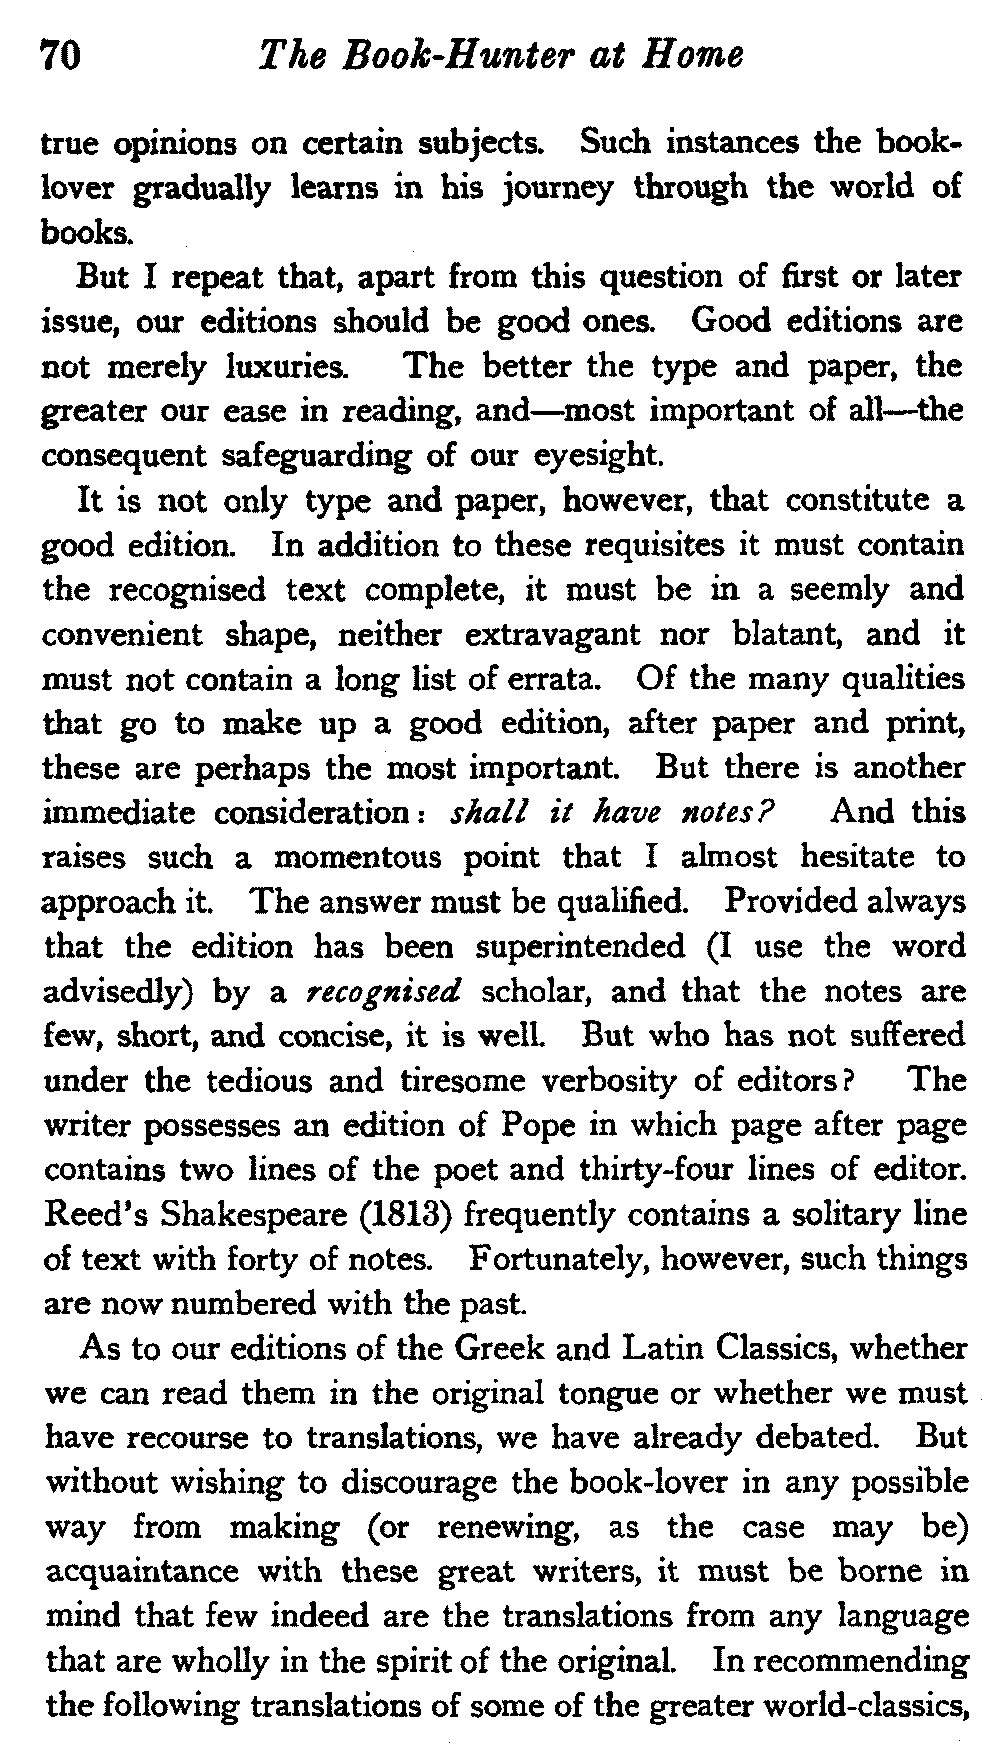 70 The Book-Hunter at Home
true opinions on certain subjects. Such instances the book-
lover gradually learns in his journey through the world of
books.
But I repeat that, apart from this question of first or later
issue, our editions should be good ones. Good editions are
not merely luxuries. The better the type and paper, the
greater our ease in reading, and—most important of all—the
consequent safeguarding of our eyesight.
It is not only type and paper, however, that constitute a
good edition. In addition to these requisites it must contain
the recognised text complete, it must be in a seemly and
convenient shape, neither extravagant nor blatant, and it
must not contain a long list of errata. Of the many qualities
that go to make up a good edition, after paper and print,
these are perhaps the most important. But there is another
immediate consideration: shall it have notes? And this
raises such a momentous point that I almost hesitate to
approach it. The answer must be qualified. Provided always
that the edition has been superintended (I use the word
advisedly) by a recognised scholar, and that the notes are
few, short, and concise, it is well. But who has not suffered
under the tedious and tiresome verbosity of editors? The
writer possesses an edition of Pope in which page after page
contains two lines of the poet and thirty-four lines of editor.
Reed's Shakespeare (1813) frequently contains a solitary line
of text with forty of notes. Fortunately, however, such things
are now numbered with the past.
As to our editions of the Greek and Latin Classics, whether
we can read them in the original tongue or whether we must
have recourse to translations, we have already debated. But
without wishing to discourage the book-lover in any possible
way from making (or renewing, as the case may be)
acquaintance with these great writers, it must be borne in
mind that few indeed are the translations from any language
that are wholly in the spirit of the original. In recommending
the following translations of some of the greater world-classics,